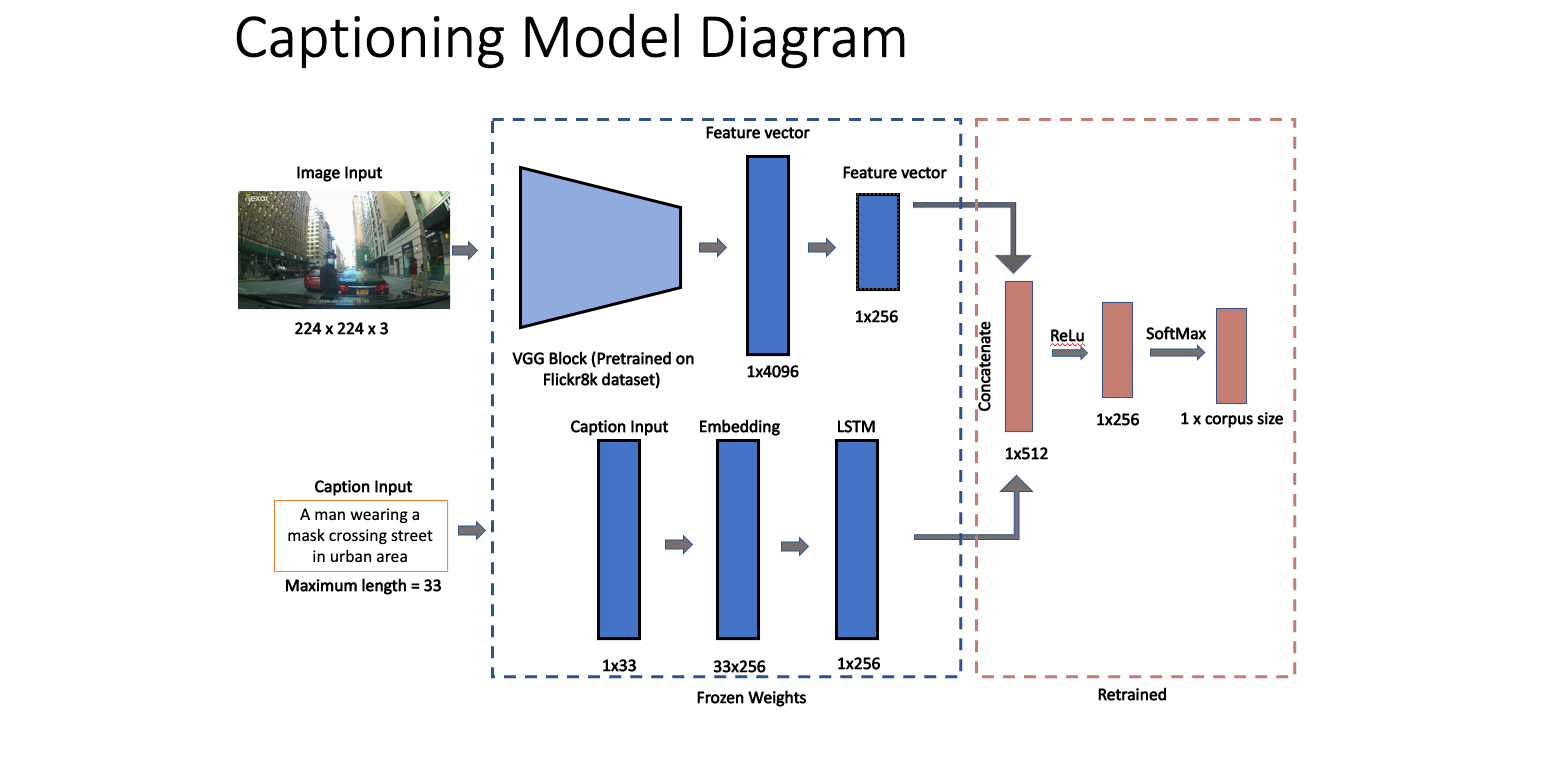 Captioning Model Diagram
Image Input
nexar
224 x 224 x 3
Feature vector
Feature vector
VGG Block (Pretrained on
Flickr8k dataset)
1x4096
1x256
Caption Input
A man wearing a
mask crossing street
in urban area
Maximum length = 33
Caption Input
Embedding
LSTM
1x33
33x256
1x256
Frozen Weights
Concatenate
1x512
ReLu
1x256
SoftMax
1 x corpus size
Retrained